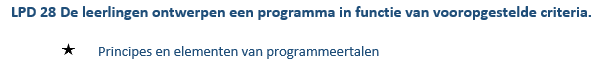 LPD 28 De leerlingen ontwerpen een programma in functie van vooropgestelde criteria.
★ Principes en elementen van programmeertalen